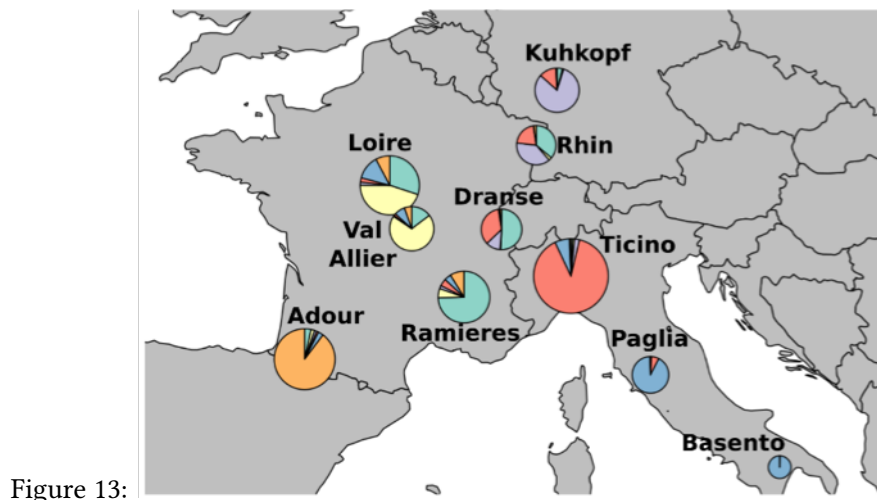 Kuhkopf
Loire
Rhin
Dranse
Val
Allier
Ticino
Ramieres
Adour
Paglia
Basento
Figure 13: